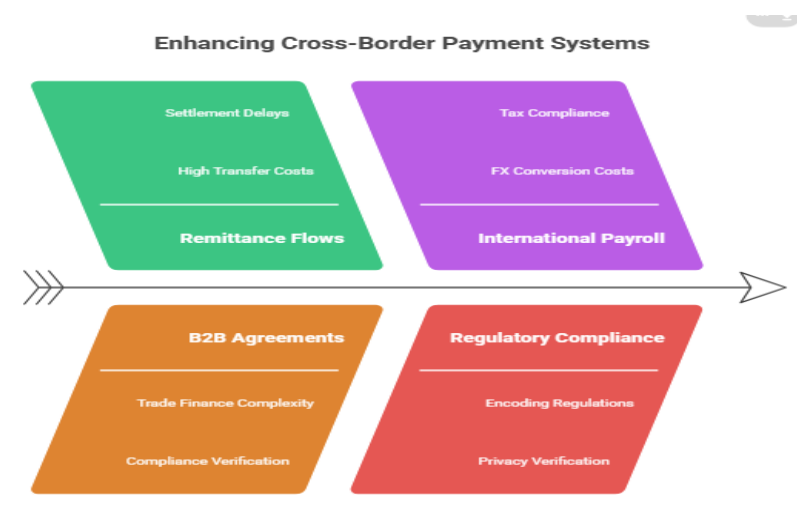 Enhancing Cross-Border Payment Systems
Settlement Delays
High Transfer Costs
Remittance Flows
Tax Compliance
FX Conversion Costs
International Payroll
B2B Agreements
Trade Finance Complexity
Compliance Verification
Regulatory Compliance
Encoding Regulations
Privacy Verification